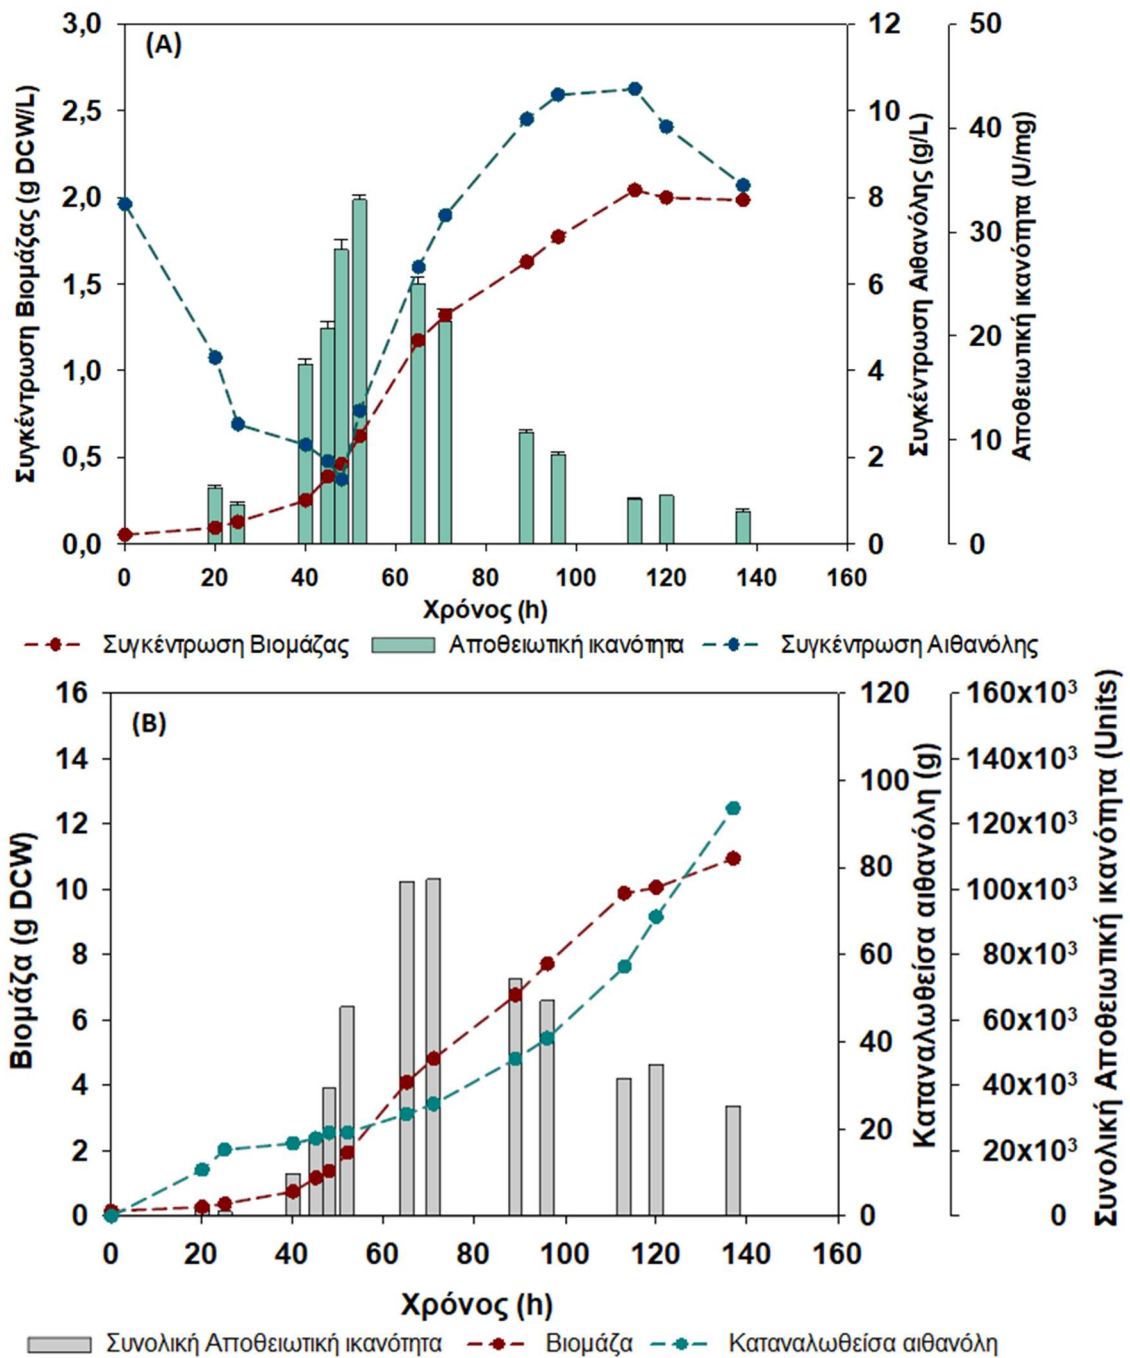 (A)
Συγκέντρωση Βιομάζας (g DCW/L)
3,0
2,5
2,0
1,5
1,0
0,5
0,0
12
10
8
6
4
2
0
Συγκέντρωση Αιθανόλης (g/L)
50
40
30
20
10
0
Αποθειωτική ικανότητα (U/mg)
0 20 40 60 80 100 120 140 160
Χρόνος (h)
Συγκέντρωση Βιομάζας Αποθειωτική ικανότητα Συγκέντρωση Αιθανόλης
(B)
Βιομάζα (g DCW)
16
14
12
10
8
6
4
2
0
120
100
80
60
40
20
0
Καταναλωθείσα αιθανόλη (g)
160x10³
140x10³
120x10³
100x10³
80x10³
60x10³
40x10³
20x10³
0
Συνολική Αποθειωτική ικανότητα (Units)
0 20 40 60 80 100 120 140 160
Χρόνος (h)
Συνολική Αποθειωτική ικανότητα Βιομάζα Καταναλωθείσα αιθανόλη